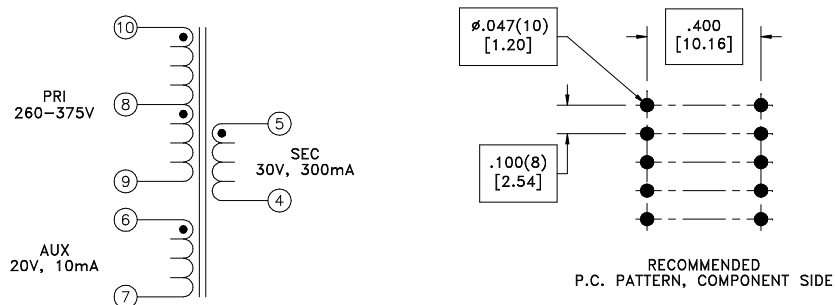 10
PRI
260–375V
8
9
5
SEC
30V, 300mA
4
6
AUX
20V, 10mA
7
ø.047(10)
[1.20]
.400
[10.16]
.100(8)
[2.54]
RECOMMENDED
P.C. PATTERN, COMPONENT SIDE